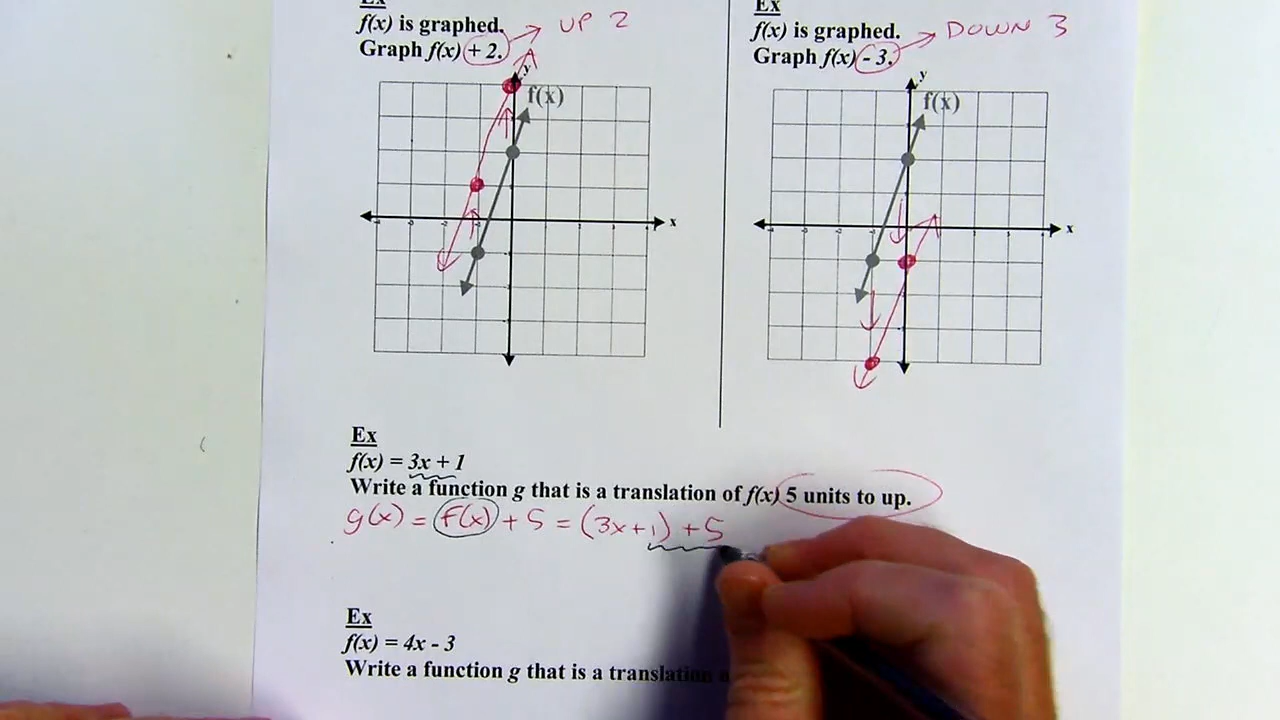 Ex
f(x) is graphed.
Graph f(x) + 2.
UP 2
y
f(x)
x
Ex
f(x) is graphed.
Graph f(x) - 3.
DOWN 3
y
f(x)
x
Ex
f(x) = 3x + 1
Write a function g that is a translation of f(x) 5 units to up.
g(x) = f(x) + 5 = (3x+1) + 5
Ex
f(x) = 4x - 3
Write a function g that is a translation